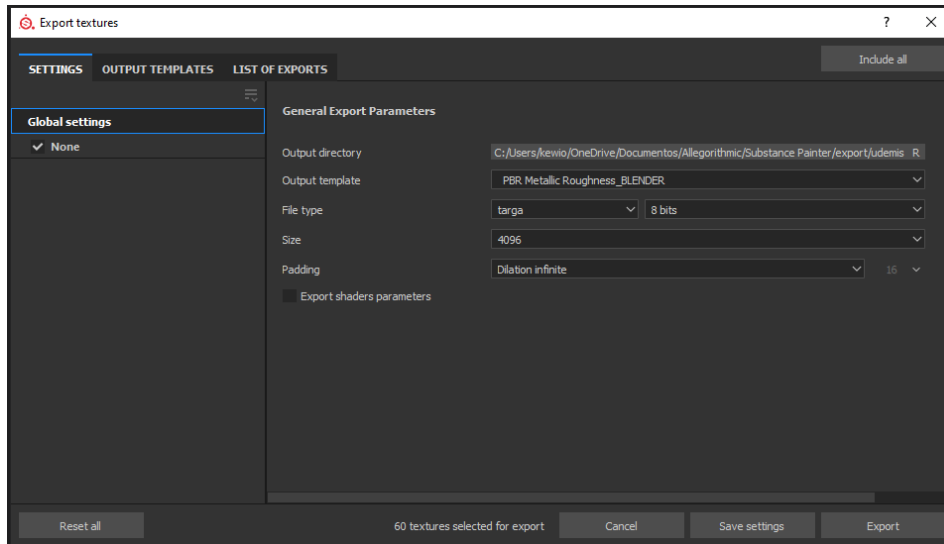 Export textures ?
SETTINGS OUTPUT TEMPLATES LIST OF EXPORTS Include all
Global settings
None
General Export Parameters
Output directory C:/Users/kewio/OneDrive/Documentos/Allegorithmic/Substance Painter/export/udemis R
Output template PBR Metallic Roughness_BLENDER
File type targa 8 bits
Size 4096
Padding Dilation infinite 16
Export shaders parameters
Reset all 60 textures selected for export Cancel Save settings Export